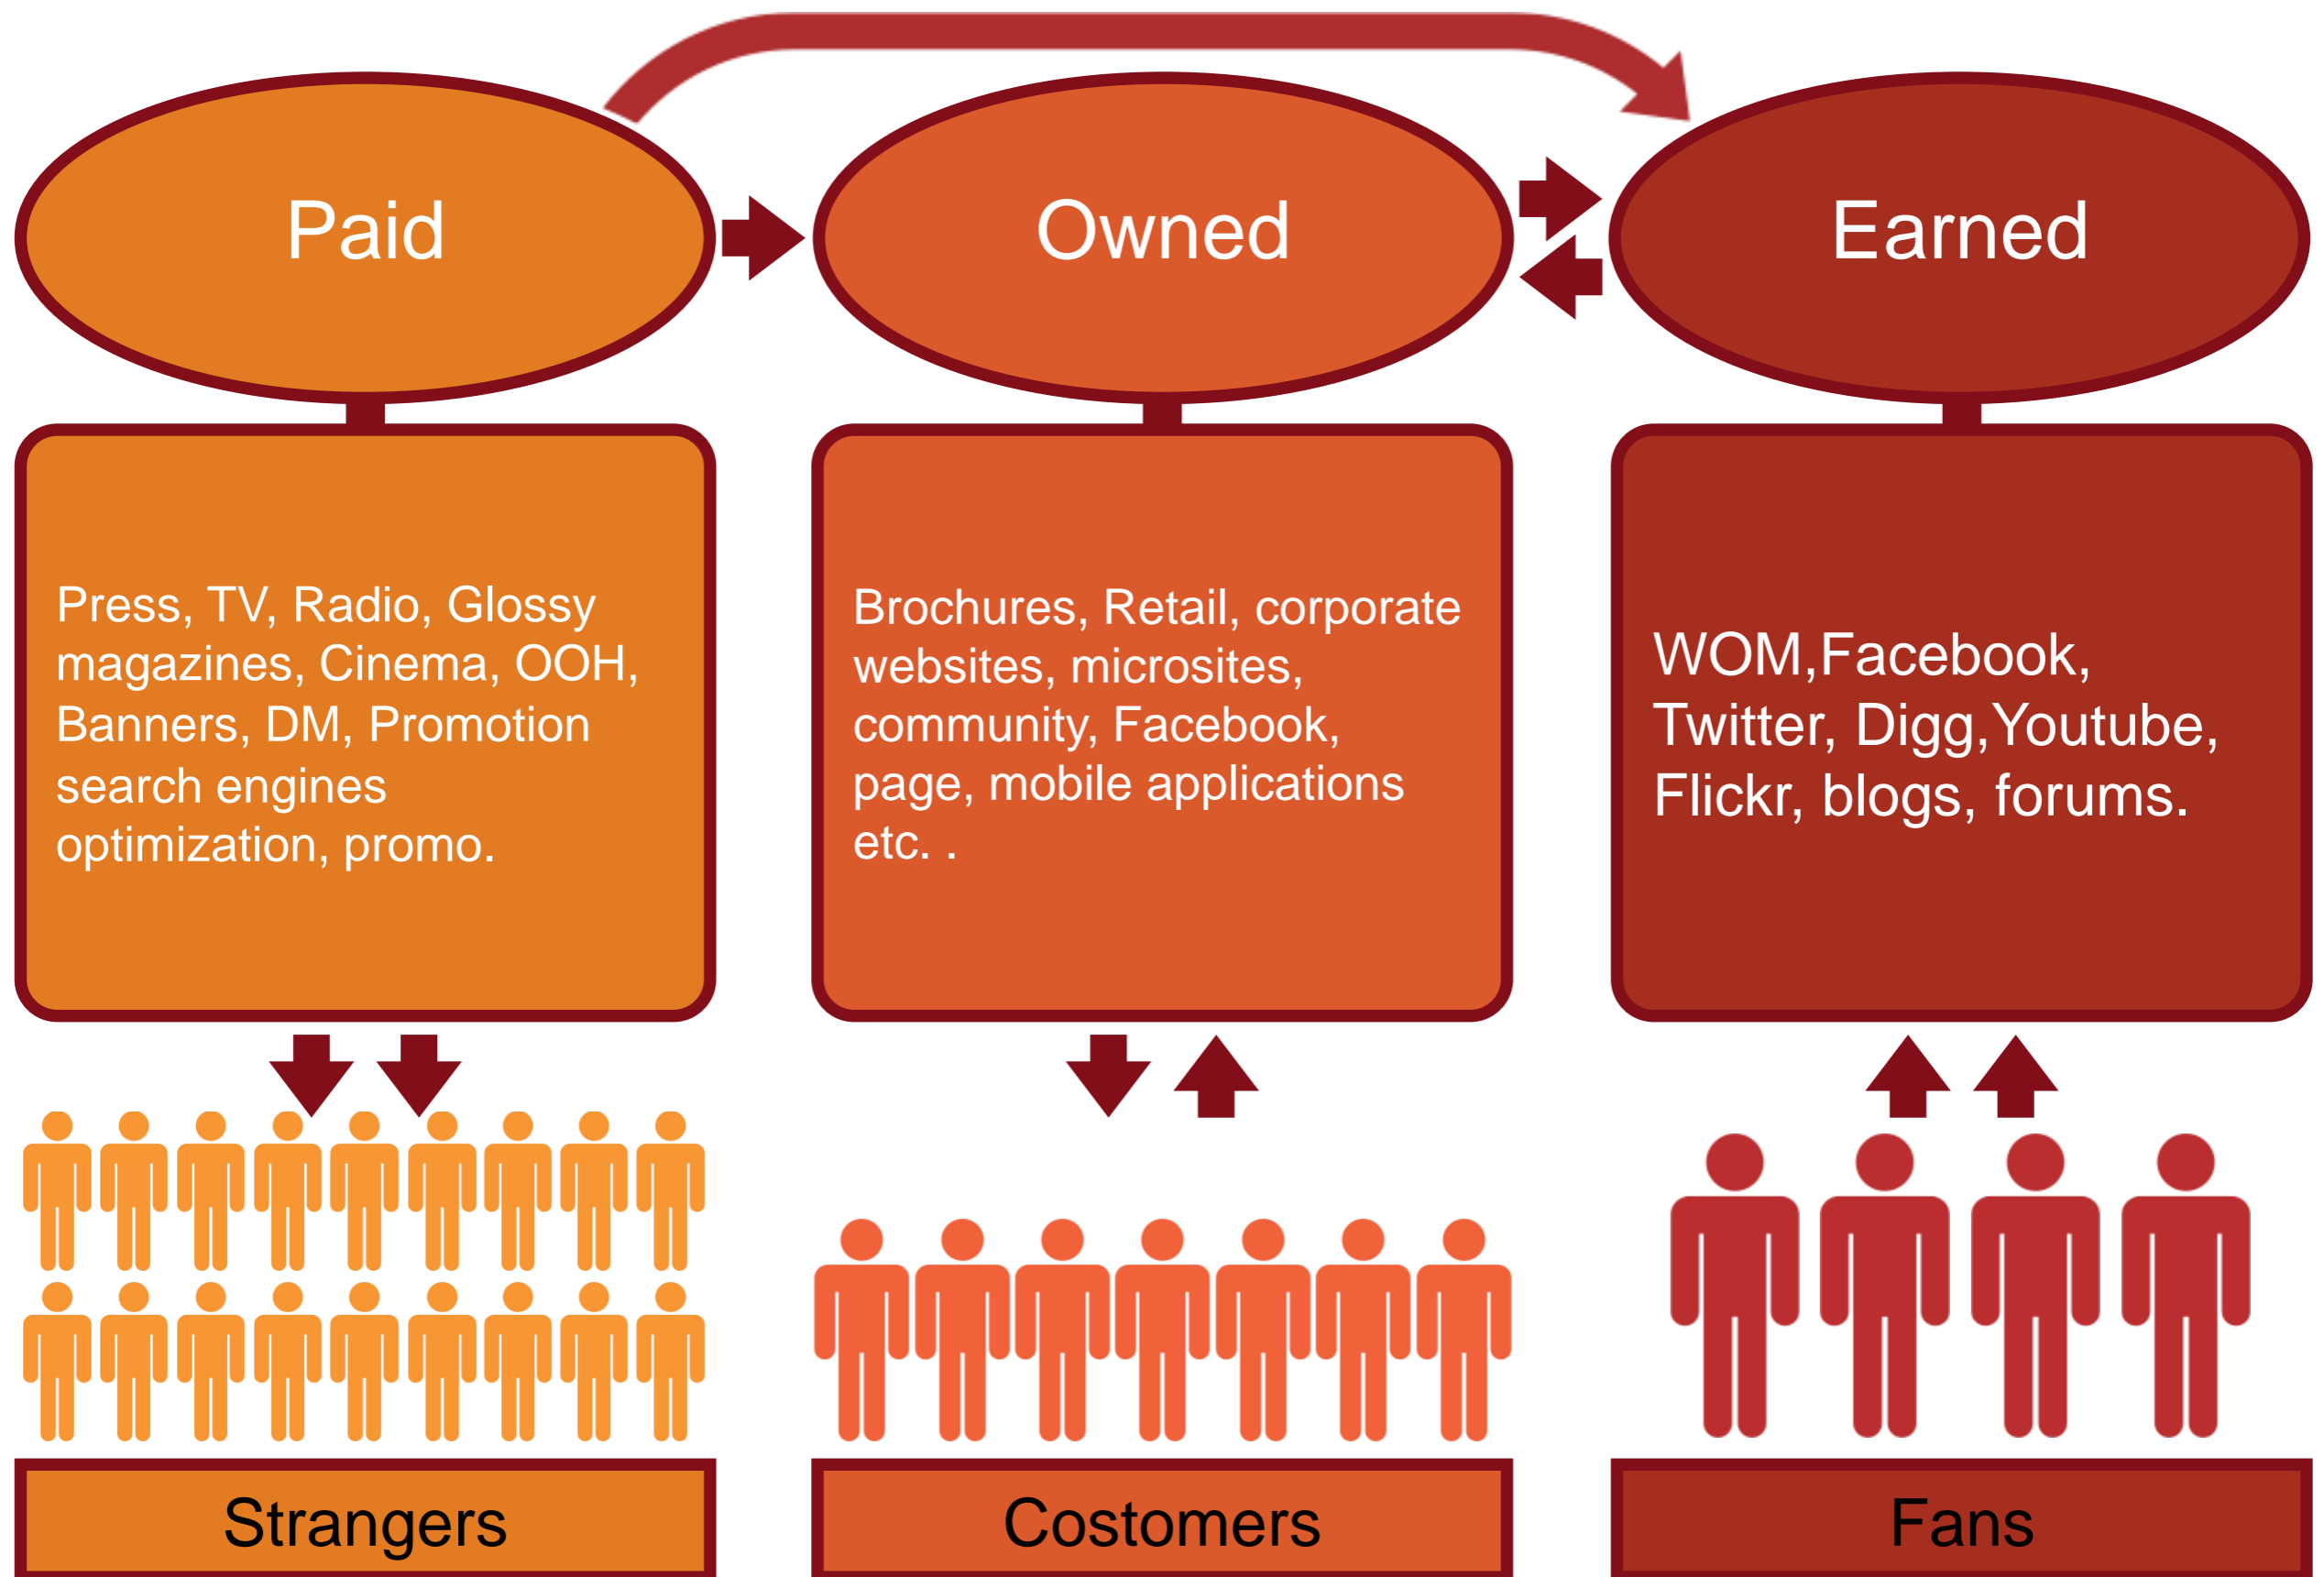 Paid
Owned
Earned
Press, TV, Radio, Glossy
magazines, Cinema, OOH,
Banners, DM, Promotion
search engines
optimization, promo.
Brochures, Retail, corporate
websites, microsites,
community, Facebook,
page, mobile applications
etc. .
WOM,Facebook,
Twitter, Digg,Youtube,
Flickr, blogs, forums.
Strangers
Costomers
Fans